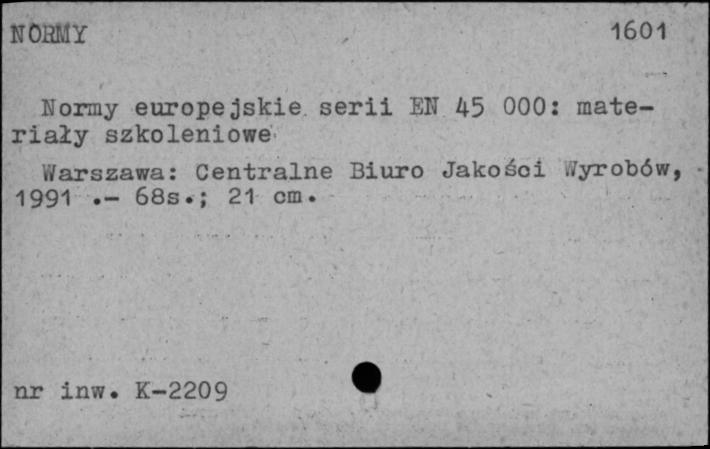 NORMY 1601
Normy europejskie serii EN 45 000: mate-
riały szkoleniowe
Warszawa: Centralne Biuro Jakości Wyrobów,
1991 .- 68s.; 21 cm.
nr inw. K-2209